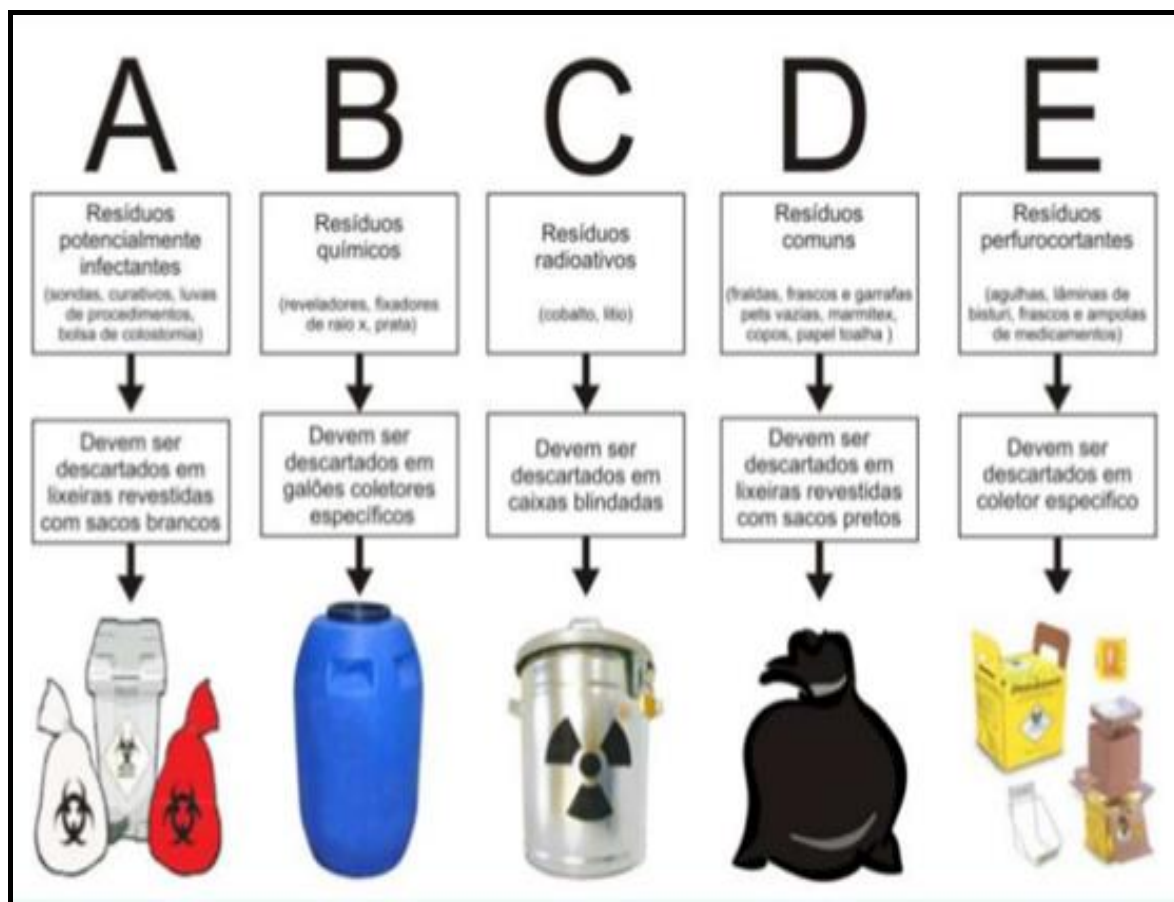 A
B
C
D
E
Resíduos
potencialmente
infectantes
(sondas, curativos, luvas
de procedimentos,
bolsa de colostomia)
Resíduos
químicos
(reveladores, fixadores
de raio x, prata)
Resíduos
radioativos
(cobalto, lítio)
Resíduos
comuns
(fraldas, frascos e garrafas
pets vazias, marmitex,
copos, papel toalha )
Resíduos
perfurocortantes
(agulhas, lâminas de
bisturi, frascos e ampolas
de medicamentos)
Devem ser
descartados em
lixeiras revestidas
com sacos brancos
Devem ser
descartados em
galões coletores
específicos
Devem ser
descartados em
caixas blindadas
Devem ser
descartados em
lixeiras revestidas
com sacos pretos
Devem ser
descartados em
coletor específico